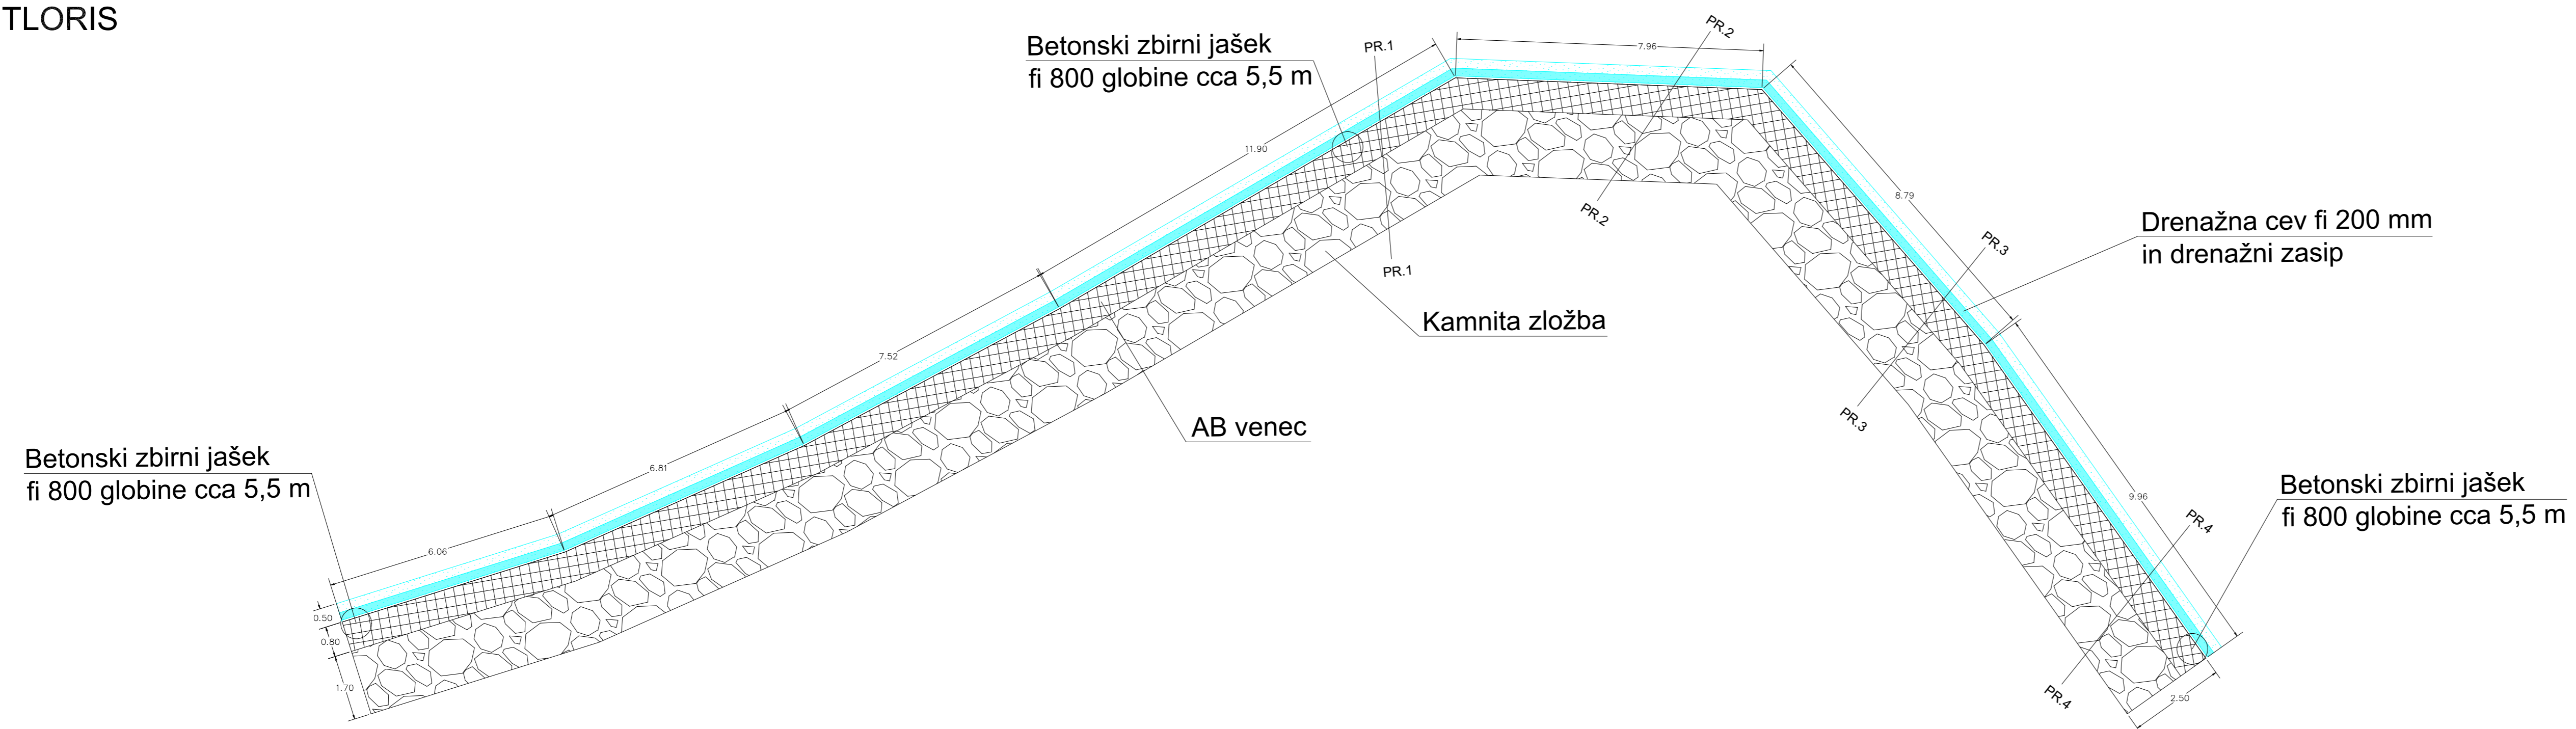 TLORIS
Betonski zbirni jašek
fi 800 globine cca 5,5 m
PR.1
PR.2
7.96
11.90
8.79
PR.2
PR.1
PR.3
Drenažna cev fi 200 mm
in drenažni zasip
Kamnita zložba
7.52
PR.3
AB venec
6.81
Betonski zbirni jašek
fi 800 globine cca 5,5 m
6.06
9.96
Betonski zbirni jašek
fi 800 globine cca 5,5 m
PR.4
0.50
0.80
1.70
PR.4
2.50